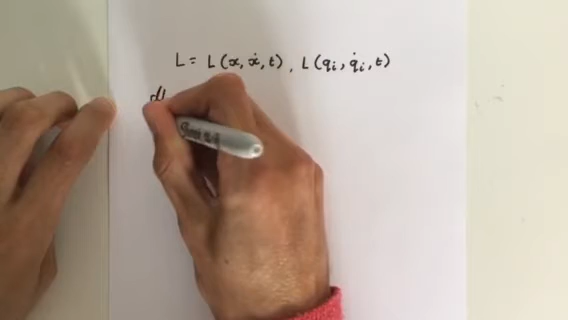 L = L(x, ẋ, t), L(qᵢ, q̇ᵢ, t)